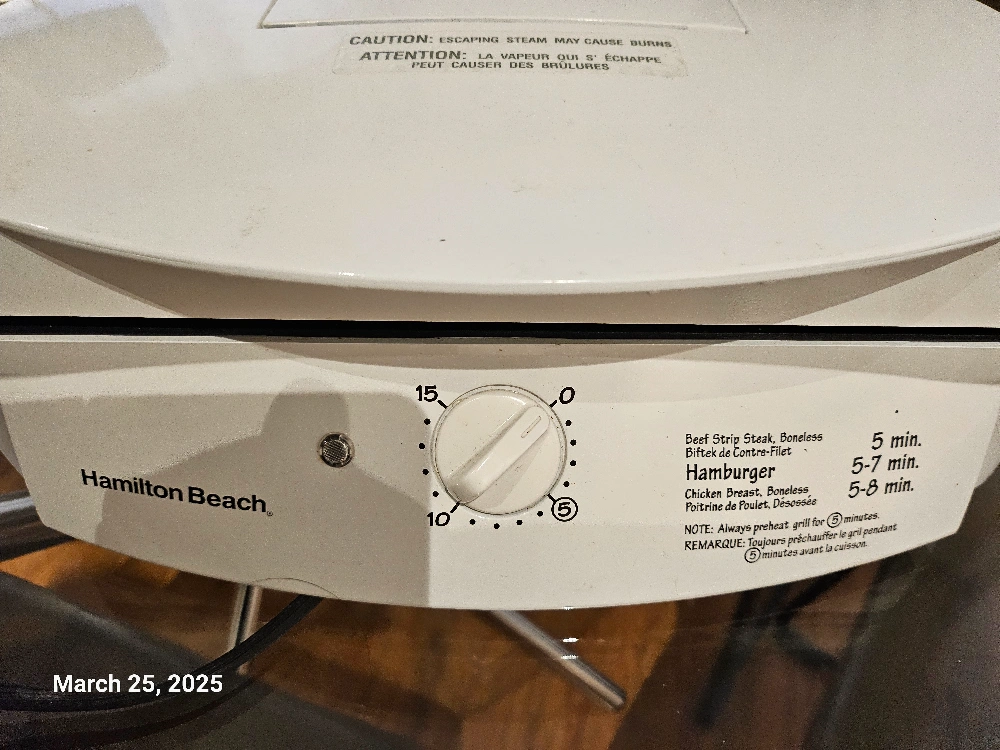 CAUTION: ESCAPING STEAM MAY CAUSE BURNS
ATTENTION: LA VAPEUR QUI S' ÉCHAPPE
PEUT CAUSER DES BRÛLURES
15
0
10
5
Hamilton Beach
Beef Strip Steak, Boneless 5 min.
Biftek de Contre-Filet
Hamburger 5-7 min.
Chicken Breast, Boneless 5-8 min.
Poitrine de Poulet, Désossée
NOTE: Always preheat grill for 5 minutes.
REMARQUE: Toujours préchauffer le gril pendant
5 minutes avant la cuisson.
March 25, 2025